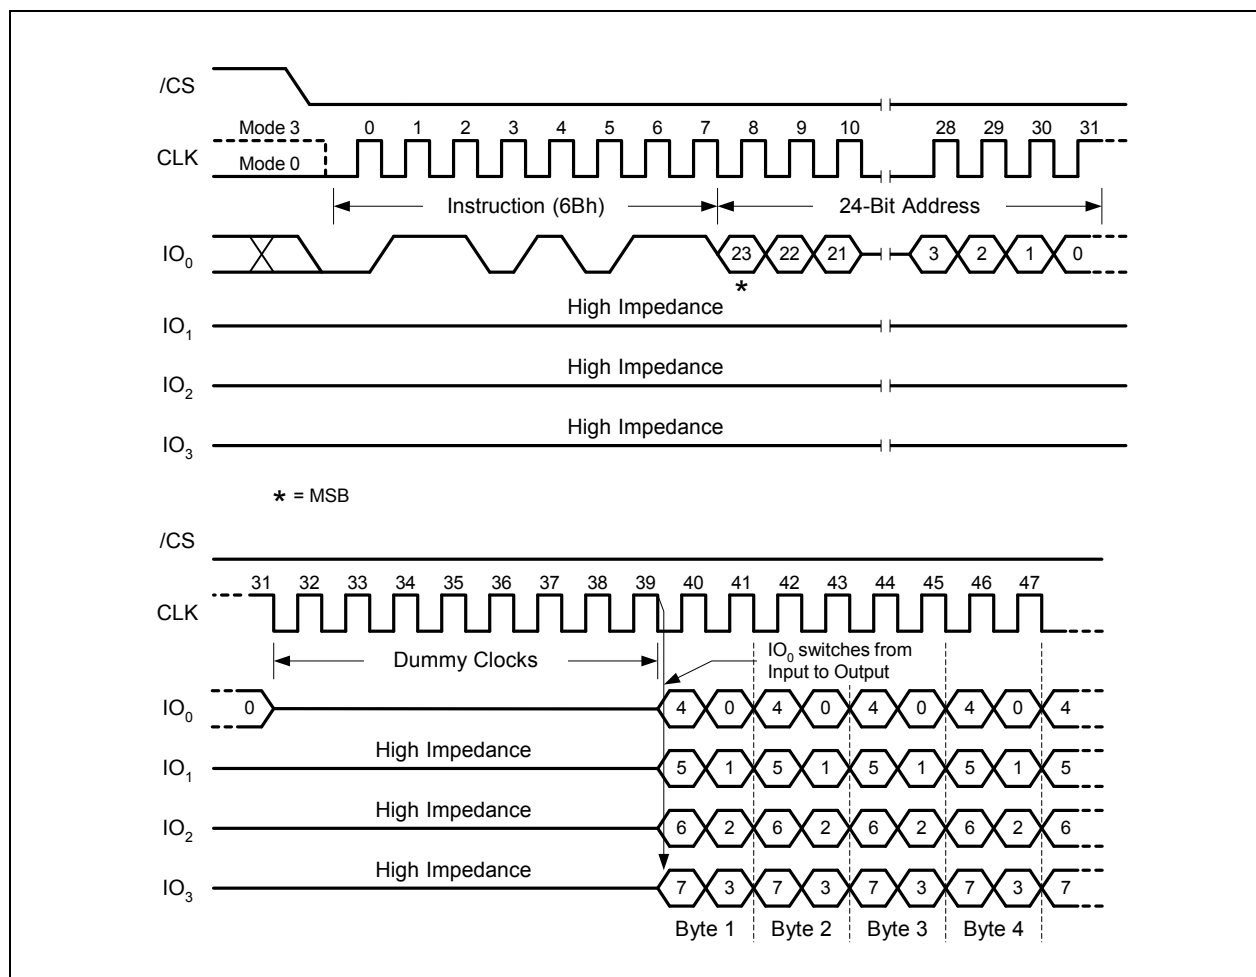 /CS
Mode 3 0 1 2 3 4 5 6 7 8 9 10 28 29 30 31
CLK
Mode 0
Instruction (6Bh) 24-Bit Address
IO0 23 22 21 3 2 1 0
*
High Impedance
IO1
High Impedance
IO2
High Impedance
IO3
* = MSB
/CS
31 32 33 34 35 36 37 38 39 40 41 42 43 44 45 46 47
CLK
Dummy Clocks
IO0 switches from
Input to Output
IO0 0 4 0 4 0 4 0 4 0 4
High Impedance
IO1 5 1 5 1 5 1 5 1 5
High Impedance
IO2 6 2 6 2 6 2 6 2 6
High Impedance
IO3 7 3 7 3 7 3 7 3 7
Byte 1 Byte 2 Byte 3 Byte 4